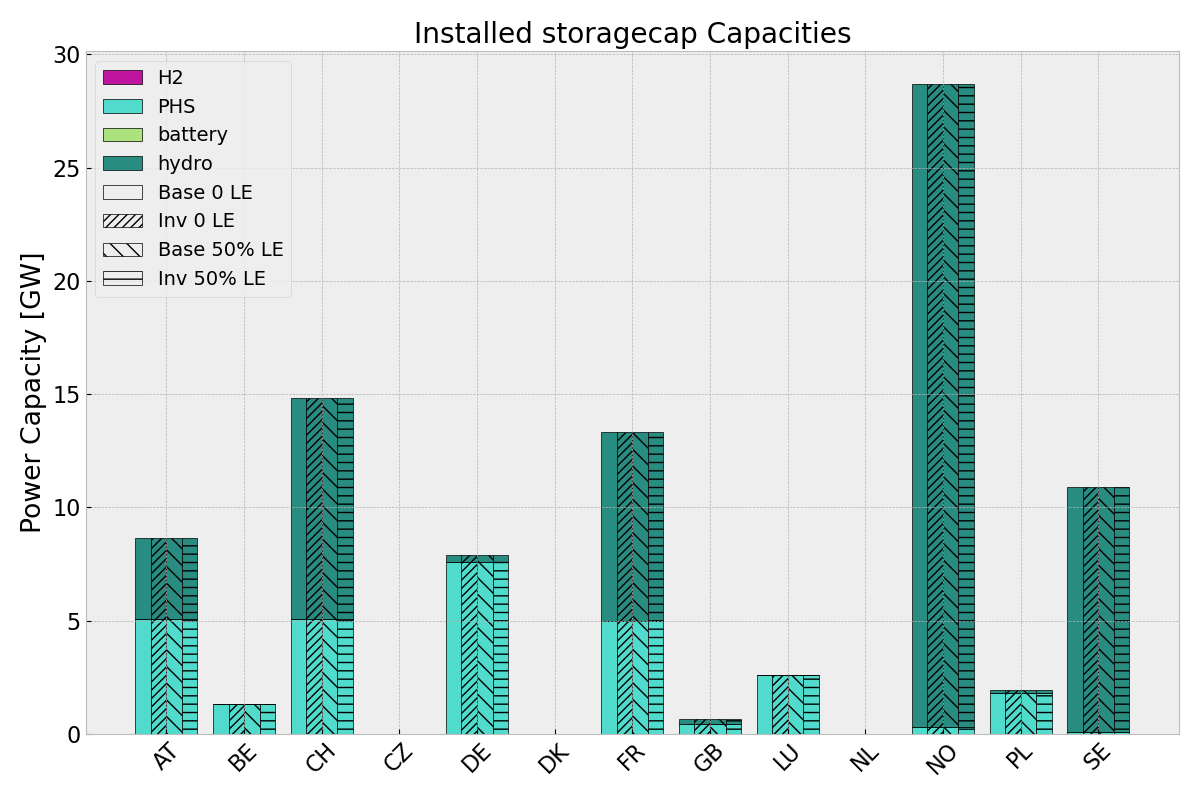 Installed storagecap Capacities
Power Capacity [GW]
30
25
20
15
10
5
0
H2
PHS
battery
hydro
Base 0 LE
Inv 0 LE
Base 50% LE
Inv 50% LE
AT BE CH CZ DE DK FR GB LU NL NO PL SE